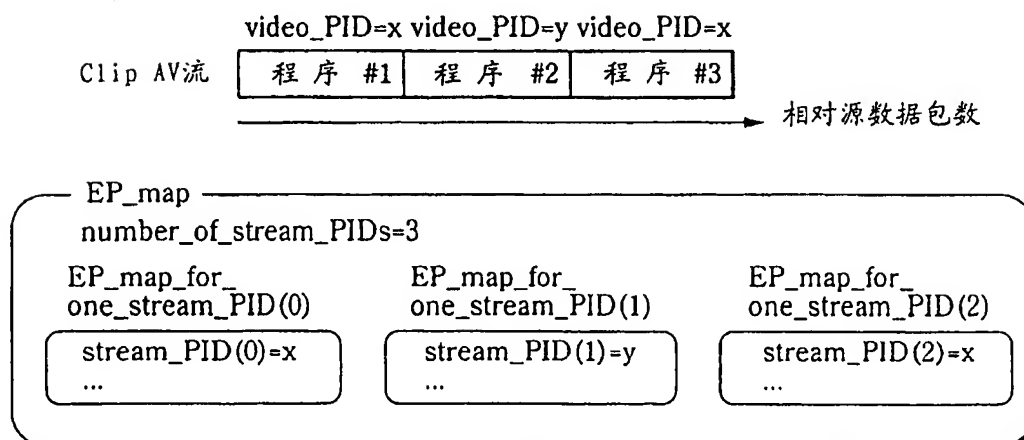 video_PID=x video_PID=y video_PID=x
Clip AV流 程序 #1 程序 #2 程序 #3
相对源数据包数
EP_map
number_of_stream_PIDs=3
EP_map_for_ EP_map_for_ EP_map_for_
one_stream_PID(0) one_stream_PID(1) one_stream_PID(2)
stream_PID(0)=x stream_PID(1)=y stream_PID(2)=x
... ... ...